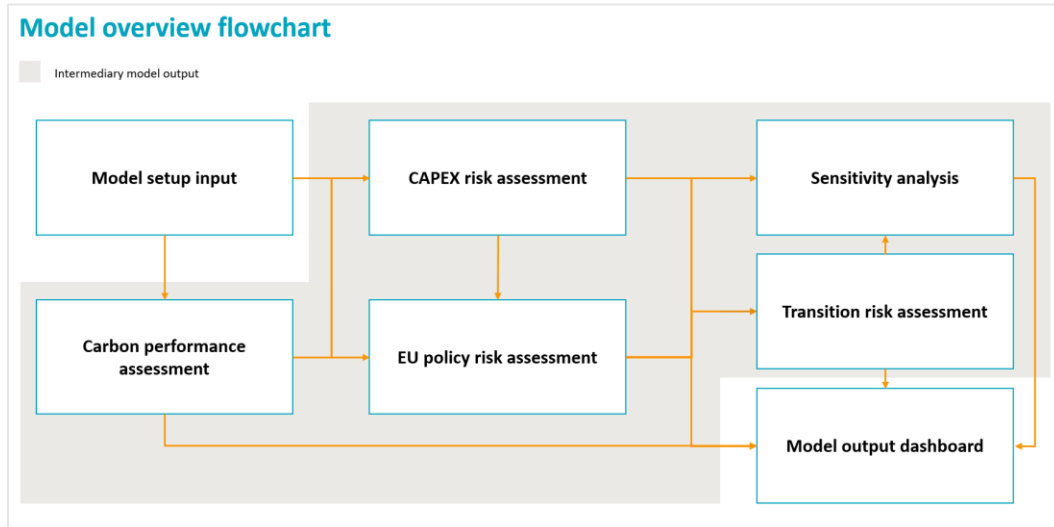 Model overview flowchart
Intermediary model output
Model setup input
CAPEX risk assessment
Sensitivity analysis
Carbon performance
assessment
EU policy risk assessment
Transition risk assessment
Model output dashboard